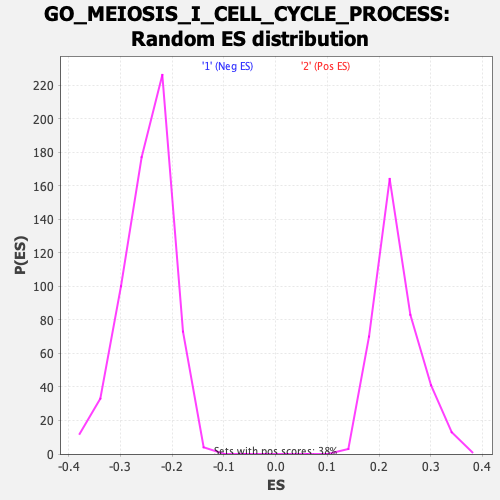 GO_MEIOSIS_I_CELL_CYCLE_PROCESS:
Random ES distribution
'1' (Neg ES) '2' (Pos ES)
P(ES)
220
200
180
160
140
120
100
80
60
40
20
0
Sets with pos scores: 38%
-0.4 -0.3 -0.2 -0.1 0.0 0.1 0.2 0.3 0.4
ES